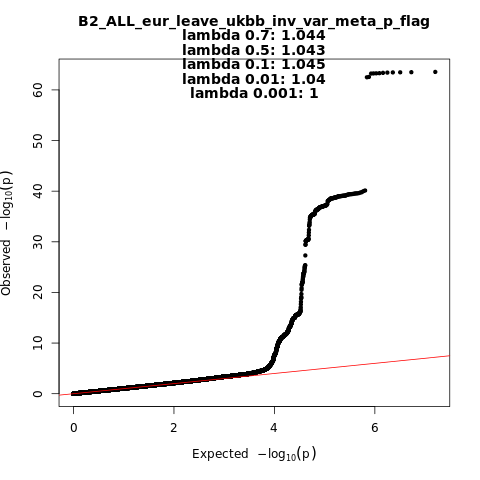 B2_ALL_eur_leave_ukbb_inv_var_meta_p_flag
lambda 0.7: 1.044
lambda 0.5: 1.043
lambda 0.1: 1.045
lambda 0.01: 1.04
lambda 0.001: 1
60
50
40
30
20
10
0
Observed −log10(p)
0 2 4 6
Expected −log10(p)